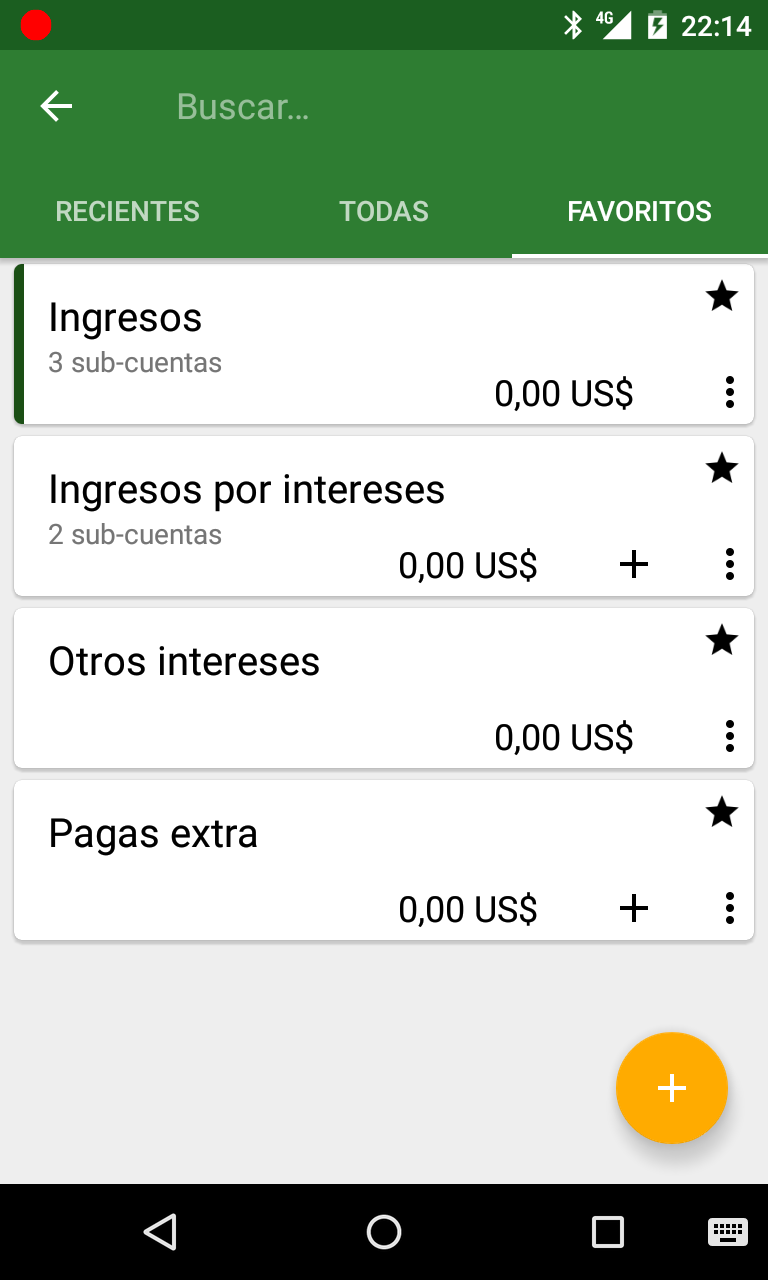 4G 22:14
Buscar...
RECIENTES TODAS FAVORITOS
Ingresos
3 sub-cuentas
0,00 US$
Ingresos por intereses
2 sub-cuentas
0,00 US$
Otros intereses
0,00 US$
Pagas extra
0,00 US$